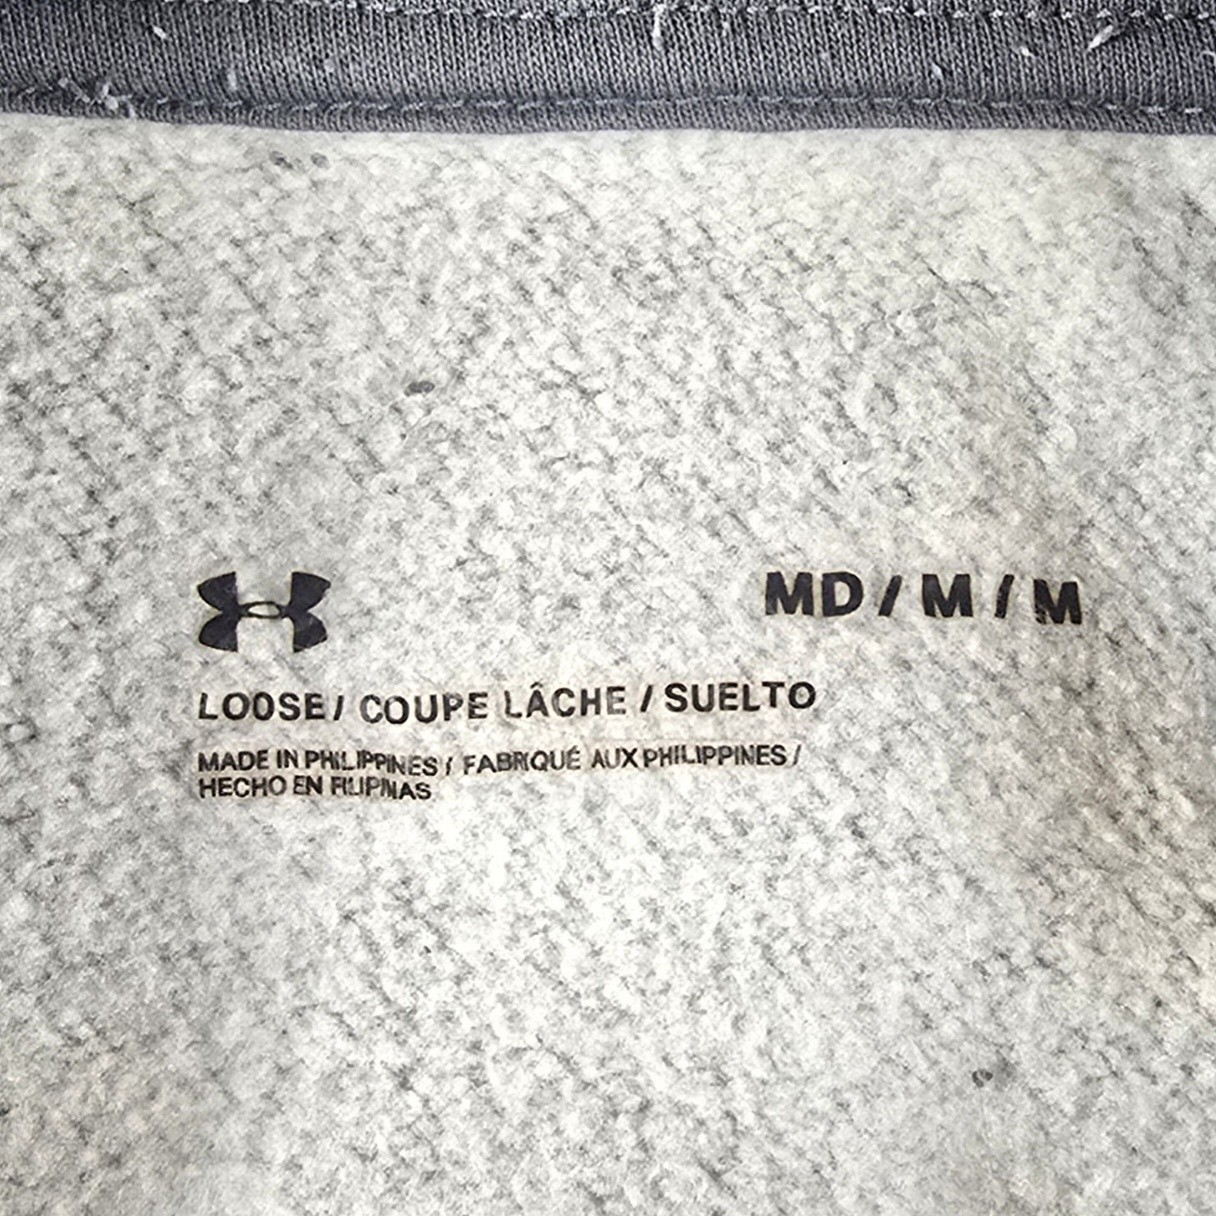 MD / M / M
LOOSE / COUPE LÂCHE / SUELTO
MADE IN PHILIPPINES / FABRIQUÉ AUX PHILIPPINES /
HECHO EN FILIPINAS